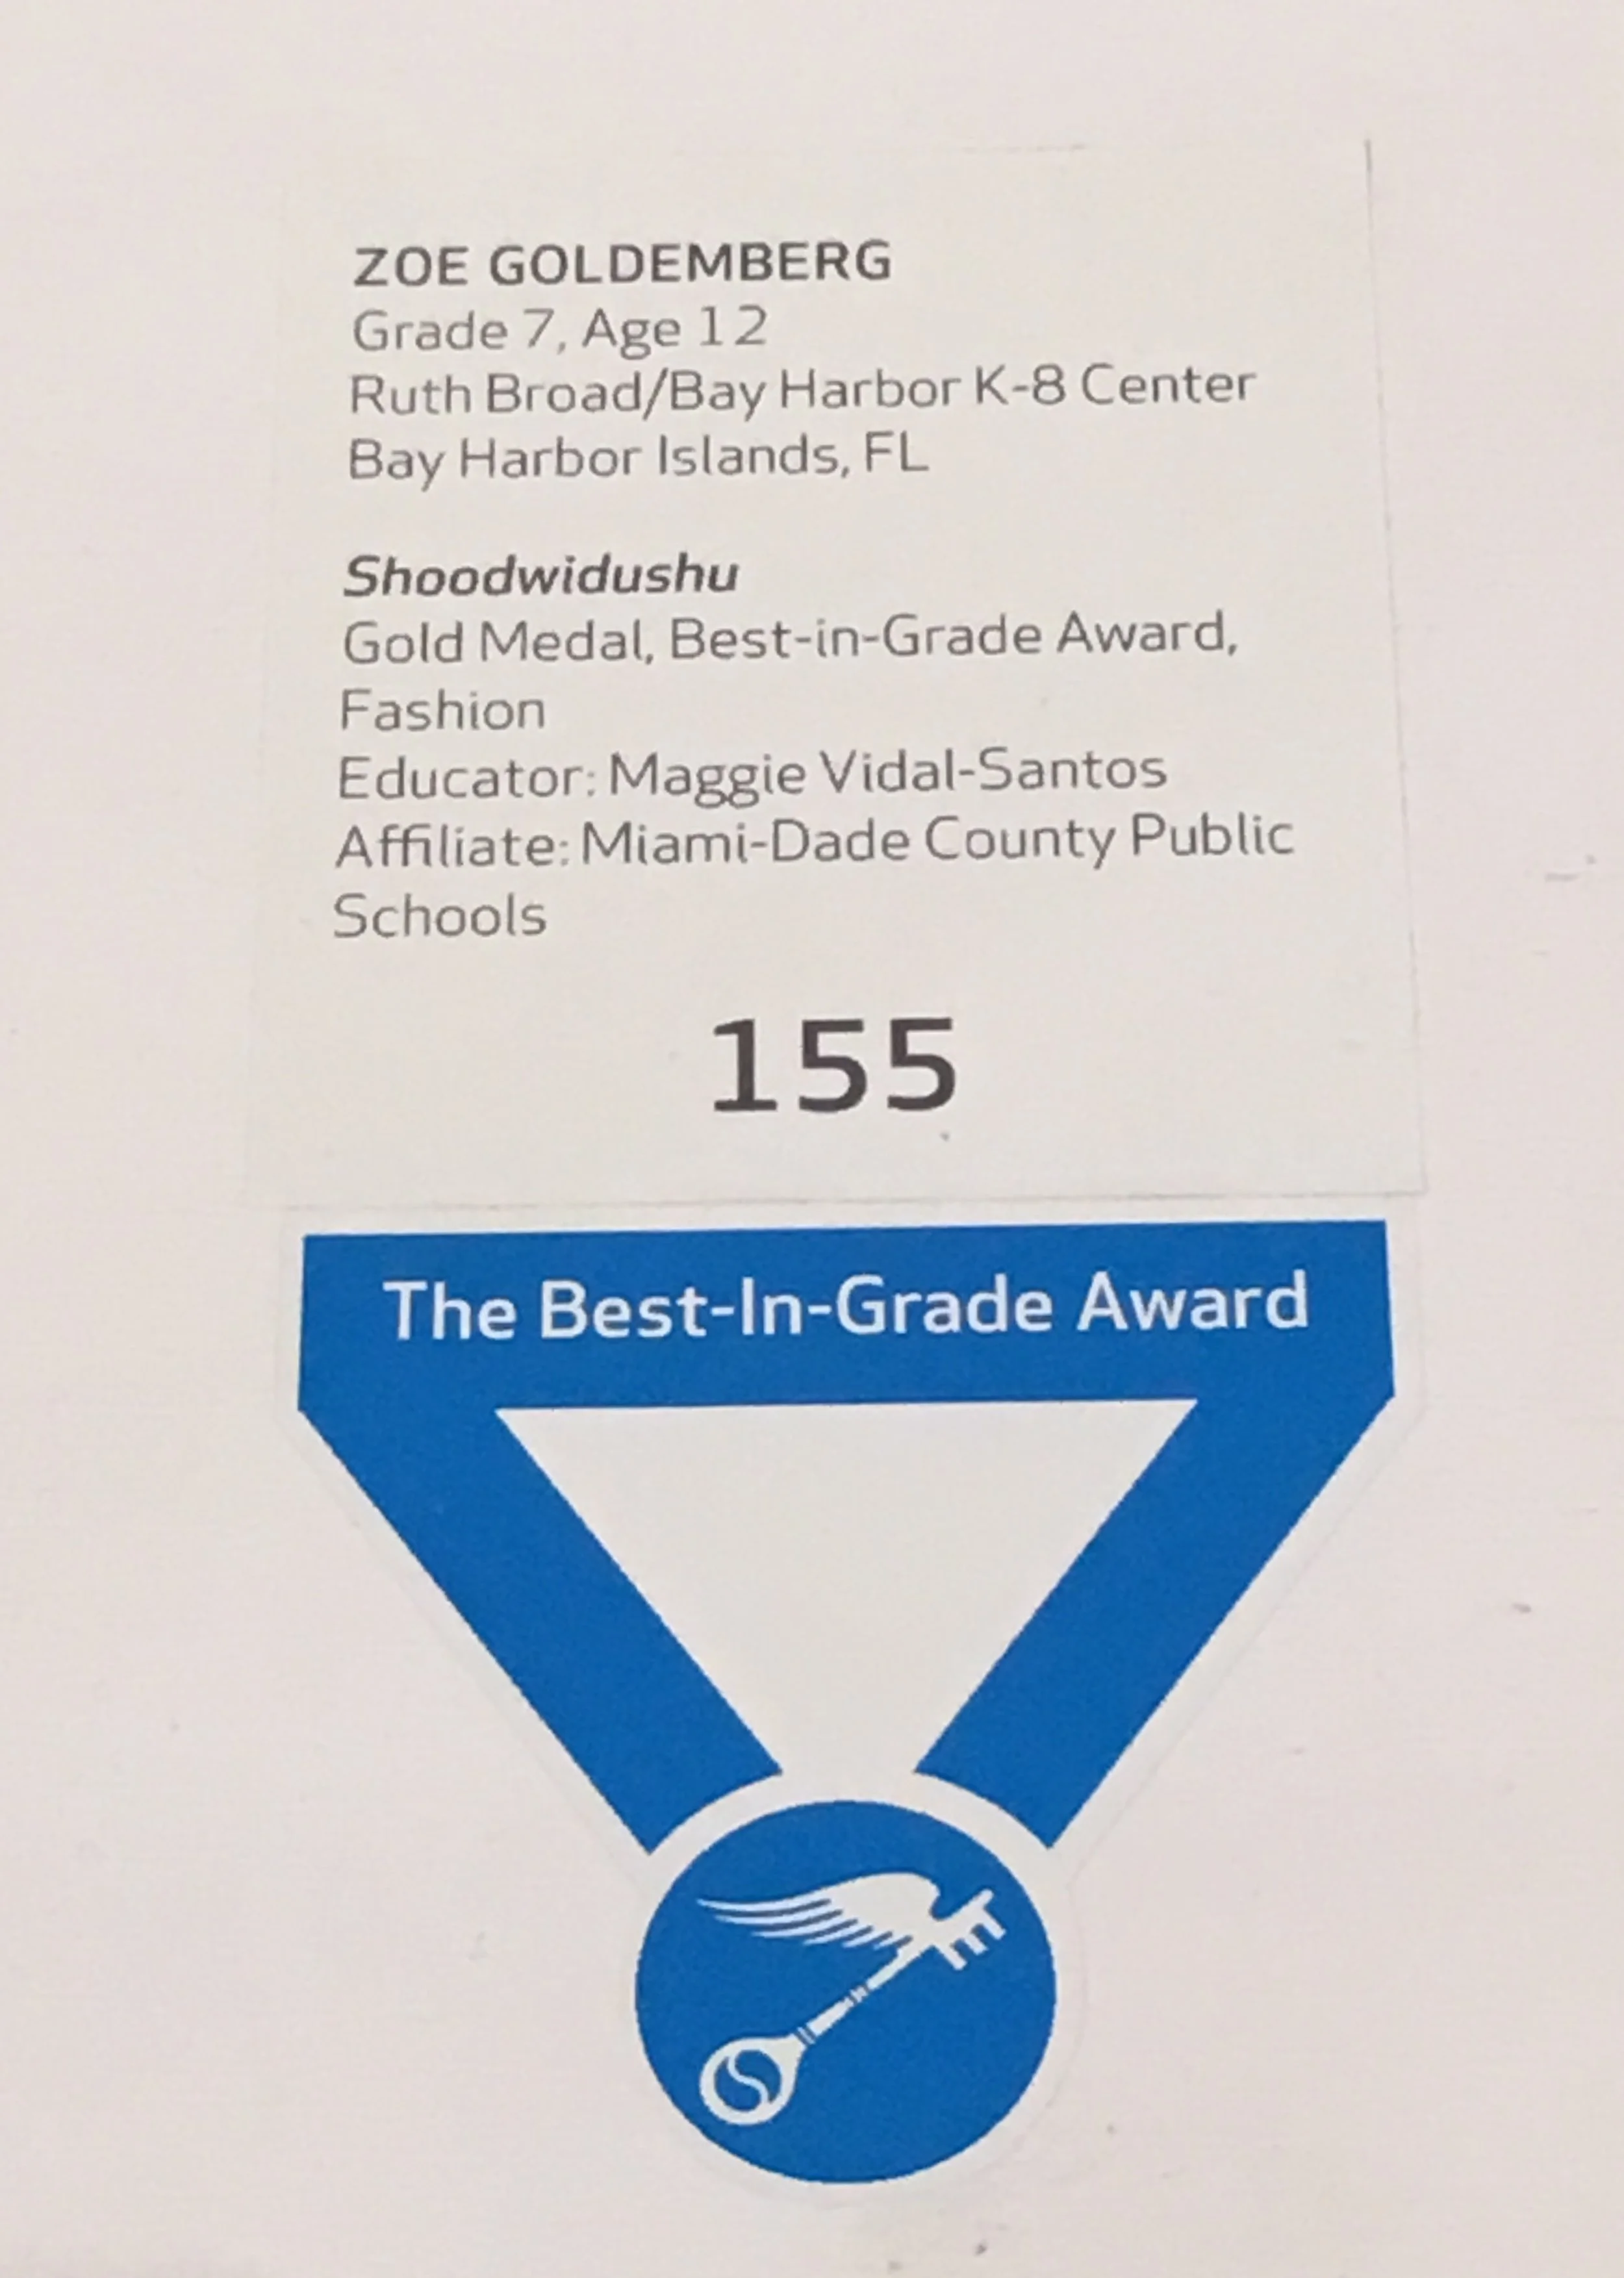 ZOE GOLDEMBERG
Grade 7, Age 12
Ruth Broad/Bay Harbor K-8 Center
Bay Harbor Islands, FL
Shoodwidushu
Gold Medal, Best-in-Grade Award,
Fashion
Educator: Maggie Vidal-Santos
Affiliate: Miami-Dade County Public
Schools
155
The Best-In-Grade Award